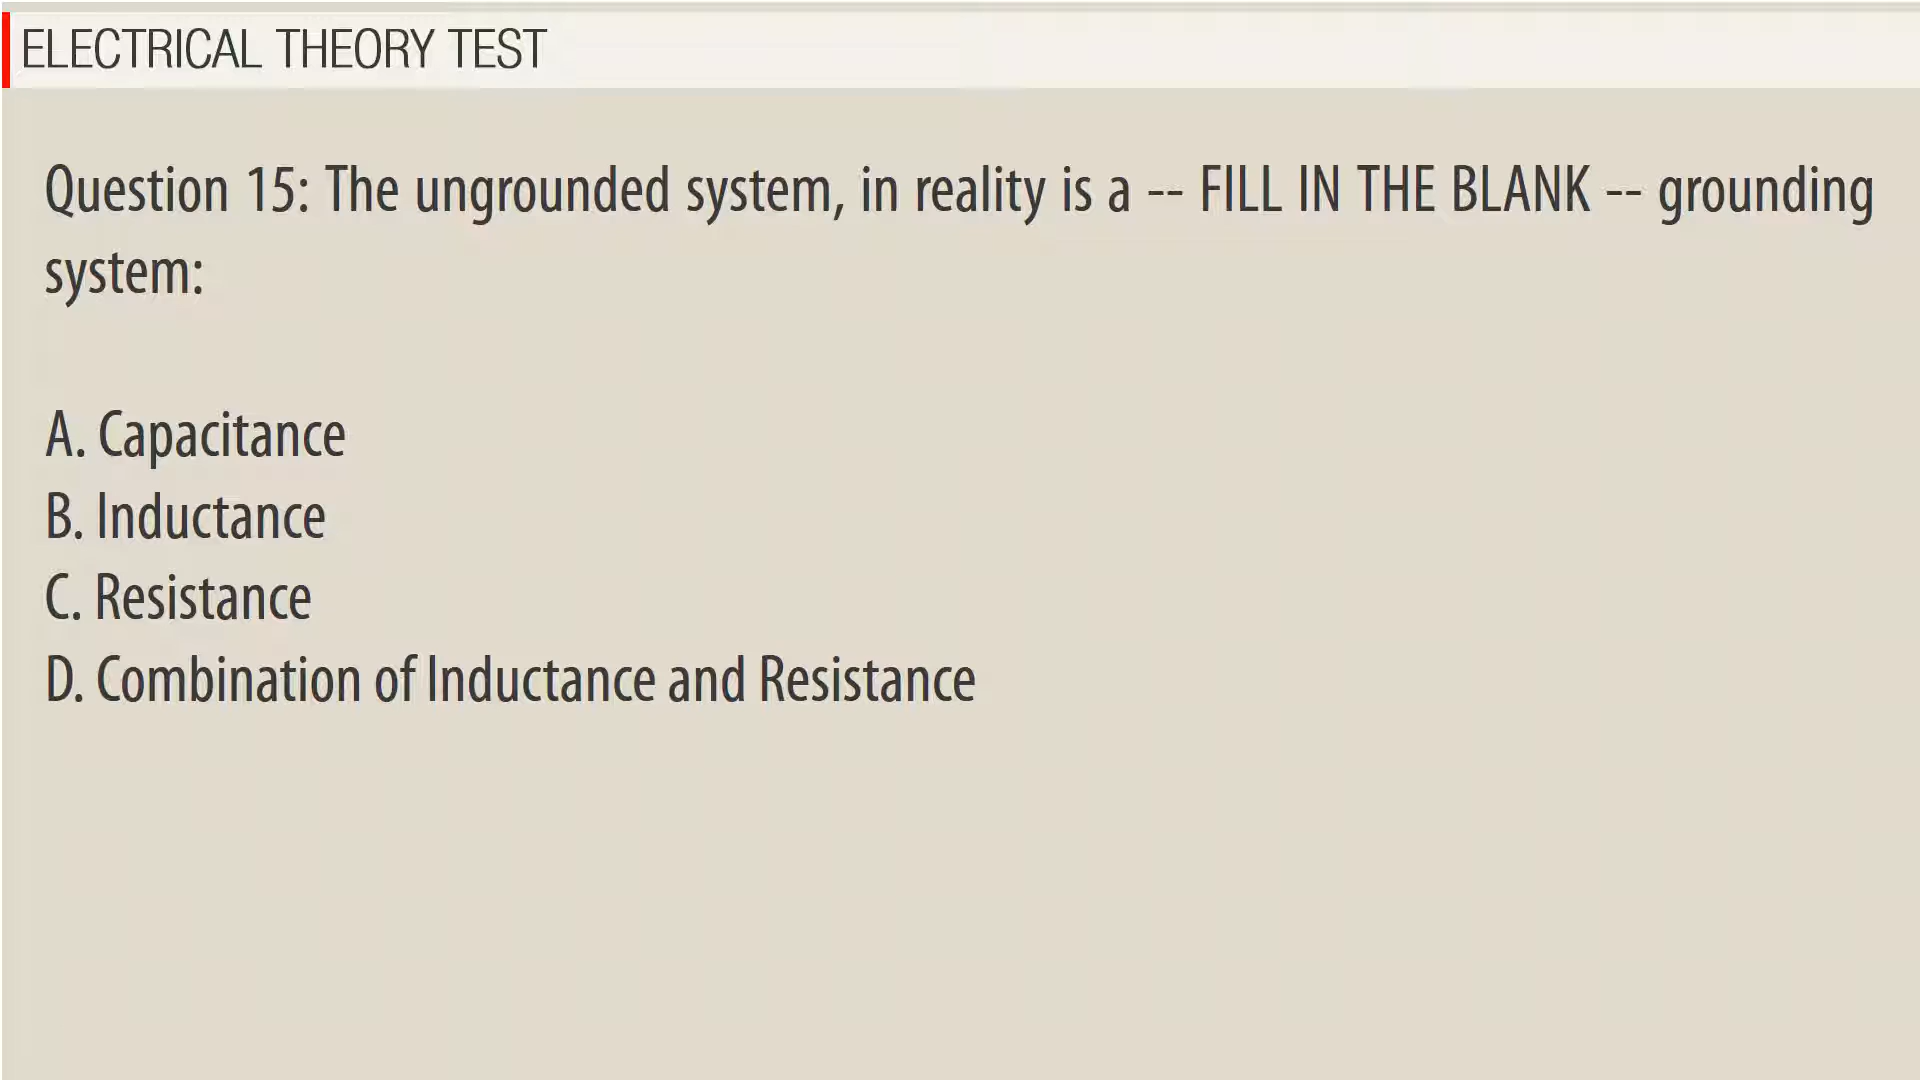 ELECTRICAL THEORY TEST
Question 15: The ungrounded system, in reality is a -- FILL IN THE BLANK -- grounding
system:
A. Capacitance
B. Inductance
C. Resistance
D. Combination of Inductance and Resistance